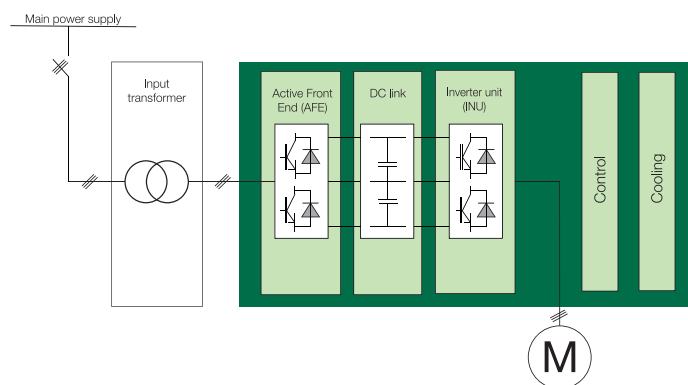 Main power supply
Input
transformer
Active Front
End (AFE)
DC link
Inverter unit
(INU)
Control
Cooling
M